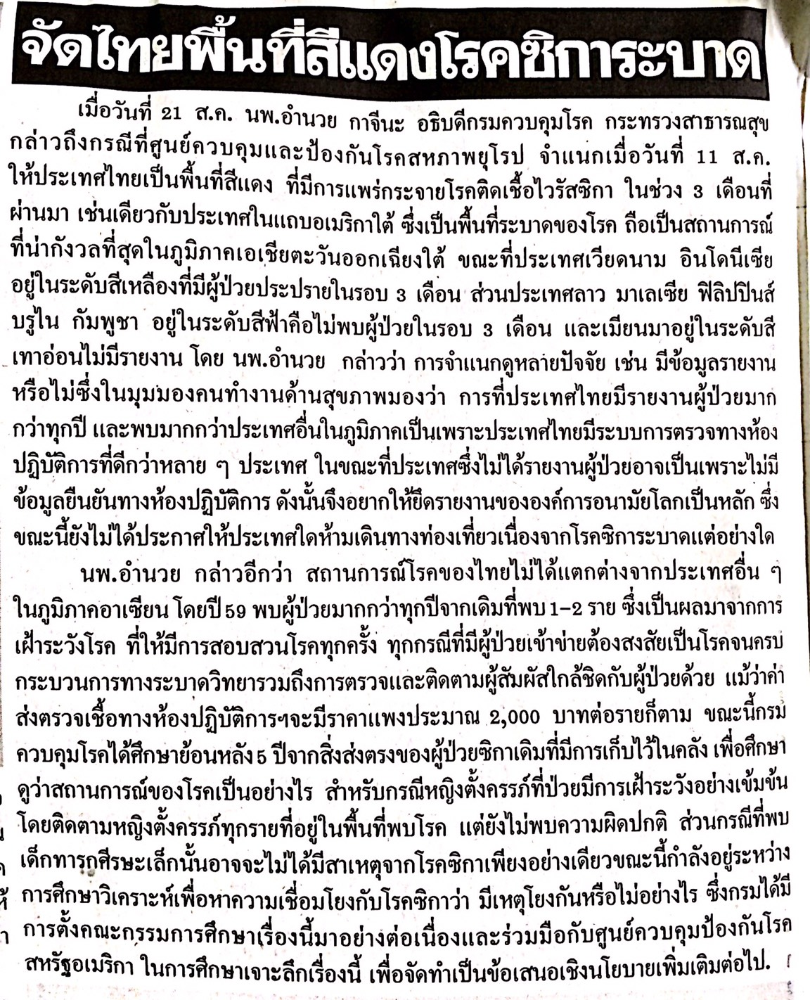 จัดไทยพื้นที่สีแดงโรคซิการะบาด
เมื่อวันที่ 21 ส.ค. นพ.อำนวย กาจีนะ อธิบดีกรมควบคุมโรค กระทรวงสาธารณสุข
กล่าวถึงกรณีที่ศูนย์ควบคุมและป้องกันโรคสหภาพยุโรป จำแนกเมื่อวันที่ 11 ส.ค.
ให้ประเทศไทยเป็นพื้นที่สีแดง ที่มีการแพร่กระจายโรคติดเชื้อไวรัสซิกา ในช่วง 3 เดือนที่
ผ่านมา เช่นเดียวกับประเทศในแถบอเมริกาใต้ ซึ่งเป็นพื้นที่ระบาดของโรค ถือเป็นสถานการณ์
ที่น่ากังวลที่สุดในภูมิภาคเอเชียตะวันออกเฉียงใต้ ขณะที่ประเทศเวียดนาม อินโดนีเซีย
อยู่ในระดับสีเหลืองที่มีผู้ป่วยประปรายในรอบ 3 เดือน ส่วนประเทศลาว มาเลเซีย ฟิลิปปินส์
บรูไน กัมพูชา อยู่ในระดับสีฟ้าคือไม่พบผู้ป่วยในรอบ 3 เดือน และเมียนมาอยู่ในระดับสี
เทาอ่อนไม่มีรายงาน โดย นพ.อำนวย กล่าวว่า การจำแนกดูหลายปัจจัย เช่น มีข้อมูลรายงาน
หรือไม่ซึ่งในมุมมองคนทำงานด้านสุขภาพมองว่า การที่ประเทศไทยมีรายงานผู้ป่วยมาก
กว่าทุกปี และพบมากกว่าประเทศอื่นในภูมิภาคเป็นเพราะประเทศไทยมีระบบการตรวจทางห้อง
ปฏิบัติการที่ดีกว่าหลาย ๆ ประเทศ ในขณะที่ประเทศซึ่งไม่ได้รายงานผู้ป่วยอาจเป็นเพราะไม่มี
ข้อมูลยืนยันทางห้องปฏิบัติการ ดังนั้นจึงอยากให้ยึดรายงานขององค์การอนามัยโลกเป็นหลัก ซึ่ง
ขณะนี้ยังไม่ได้ประกาศให้ประเทศใดห้ามเดินทางท่องเที่ยวเนื่องจากโรคซิการะบาดแต่อย่างใด
นพ.อำนวย กล่าวอีกว่า สถานการณ์โรคของไทยไม่ได้แตกต่างจากประเทศอื่น ๆ
ในภูมิภาคอาเซียน โดยปี 59 พบผู้ป่วยมากกว่าทุกปีจากเดิมที่พบ 1-2 ราย ซึ่งเป็นผลมาจากการ
เฝ้าระวังโรค ที่ให้มีการสอบสวนโรคทุกครั้ง ทุกกรณีที่มีผู้ป่วยเข้าข่ายต้องสงสัยเป็นโรคจนครบ
กระบวนการทางระบาดวิทยารวมถึงการตรวจและติดตามผู้สัมผัสใกล้ชิดกับผู้ป่วยด้วย แม้ว่าค่า
ส่งตรวจเชื้อทางห้องปฏิบัติการฯจะมีราคาแพงประมาณ 2,000 บาทต่อรายก็ตาม ขณะนี้กรม
ควบคุมโรคได้ศึกษาย้อนหลัง 5 ปีจากสิ่งส่งตรงของผู้ป่วยซิกาเดิมที่มีการเก็บไว้ในคลัง เพื่อศึกษา
ดูว่าสถานการณ์ของโรคเป็นอย่างไร สำหรับกรณีหญิงตั้งครรภ์ที่ป่วยมีการเฝ้าระวังอย่างเข้มข้น
โดยติดตามหญิงตั้งครรภ์ทุกรายที่อยู่ในพื้นที่พบโรค แต่ยังไม่พบความผิดปกติ ส่วนกรณีที่พบ
เด็กทารกศีรษะเล็กนั้นอาจจะไม่ได้มีสาเหตุจากโรคซิกาเพียงอย่างเดียวขณะนี้กำลังอยู่ระหว่าง
การศึกษาวิเคราะห์เพื่อหาความเชื่อมโยงกับโรคซิกาว่า มีเหตุโยงกันหรือไม่อย่างไร ซึ่งกรมได้มี
การตั้งคณะกรรมการศึกษาเรื่องนี้มาอย่างต่อเนื่องและร่วมมือกับศูนย์ควบคุมป้องกันโรค
สหรัฐอเมริกา ในการศึกษาเจาะลึกเรื่องนี้ เพื่อจัดทำเป็นข้อเสนอเชิงนโยบายเพิ่มเติมต่อไป.